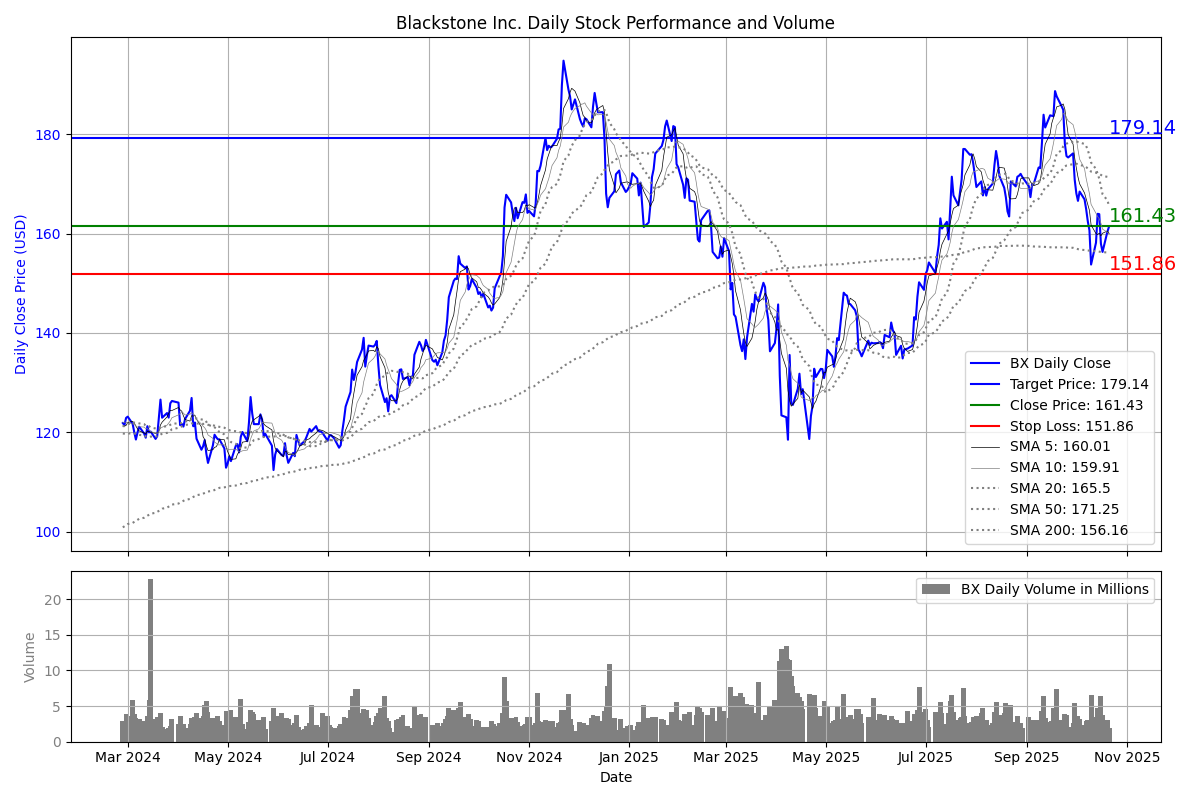 Blackstone Inc. Daily Stock Performance and Volume
Daily Close Price (USD)
180
160
140
120
100
179.14
161.43
151.86
BX Daily Close
Target Price: 179.14
Close Price: 161.43
Stop Loss: 151.86
SMA 5: 160.01
SMA 10: 159.91
SMA 20: 165.5
SMA 50: 171.25
SMA 200: 156.16
Volume
20
15
10
5
0
BX Daily Volume in Millions
Mar 2024 May 2024 Jul 2024 Sep 2024 Nov 2024 Jan 2025 Mar 2025 May 2025 Jul 2025 Sep 2025 Nov 2025
Date